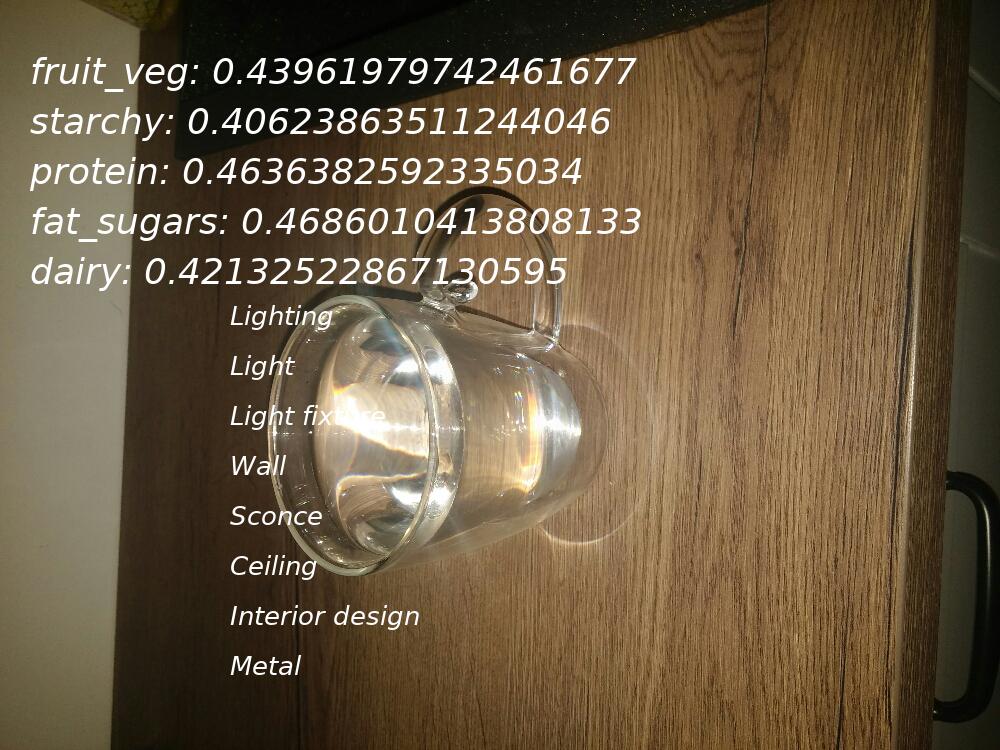 fruit_veg: 0.43961979742461677
starchy: 0.40623863511244046
protein: 0.4636382592335034
fat_sugars: 0.4686010413808133
dairy: 0.42132522867130595
Lighting
Light
Light fixture
Wall
Sconce
Ceiling
Interior design
Metal